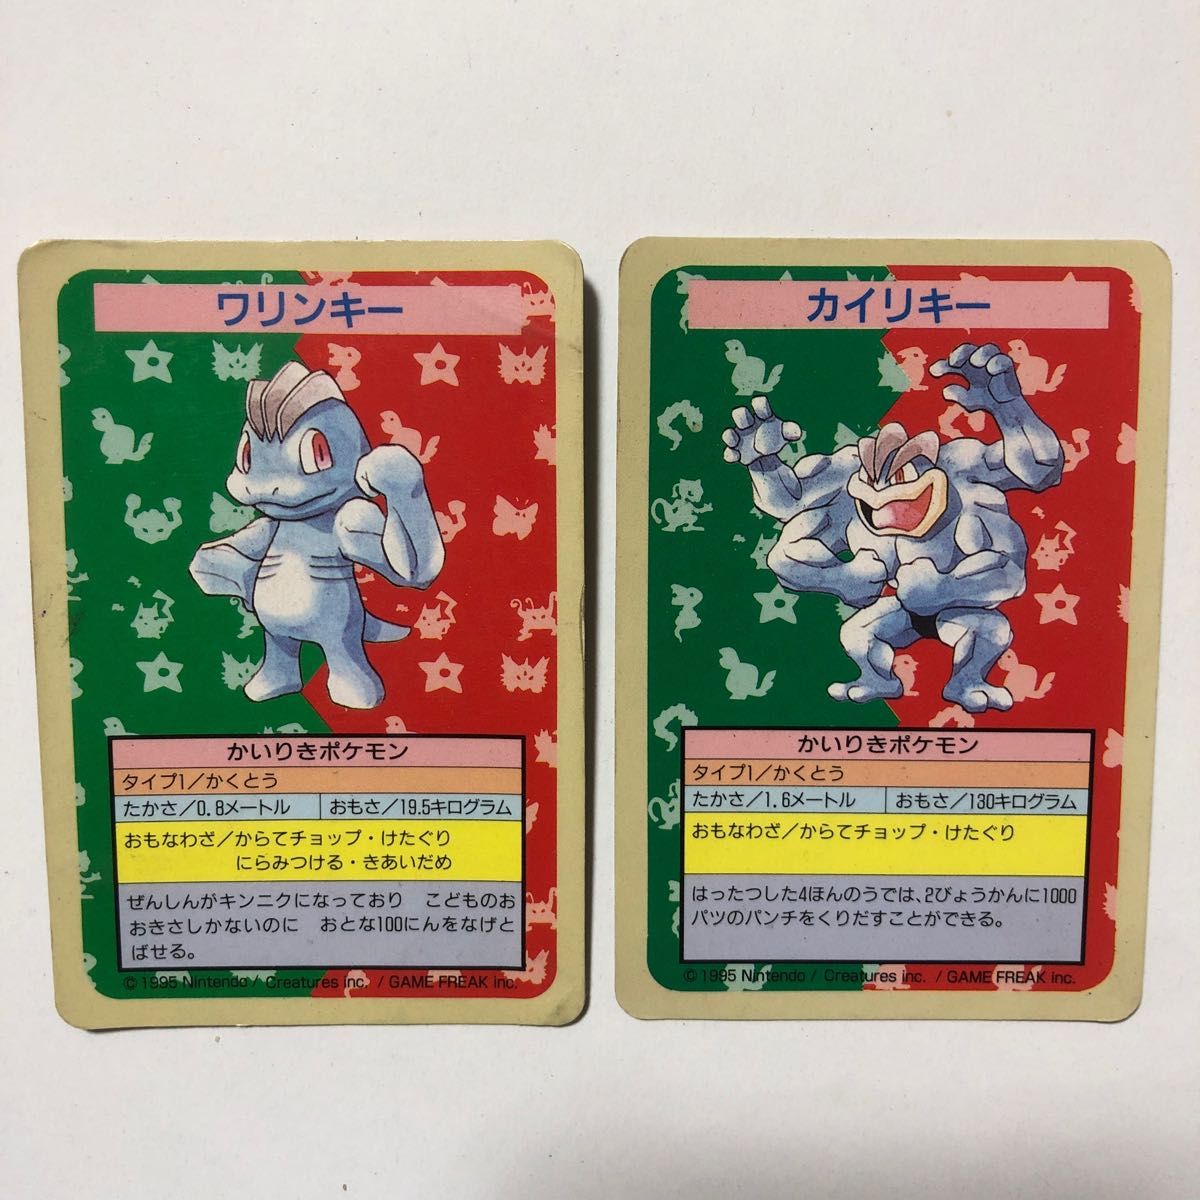 ワリンキー
かいりきポケモン
タイプ1/かくとう
たかさ/0.8メートル おもさ/19.5キログラム
おもなわざ/からてチョップ・けたぐり
にらみつける・きあいだめ
ぜんしんがキンニクになっており こどものお
おきさしかないのに おとな100にんをなげと
ばせる。
© 1995 Nintendo / Creatures inc. / GAME FREAK inc.
カイリキー
かいりきポケモン
タイプ1/かくとう
たかさ/1.6メートル おもさ/130キログラム
おもなわざ/からてチョップ・けたぐり
はったつした4ほんのうでは、2びょうかんに1000
パツのパンチをくりだすことができる。
© 1995 Nintendo / Creatures inc. / GAME FREAK inc.